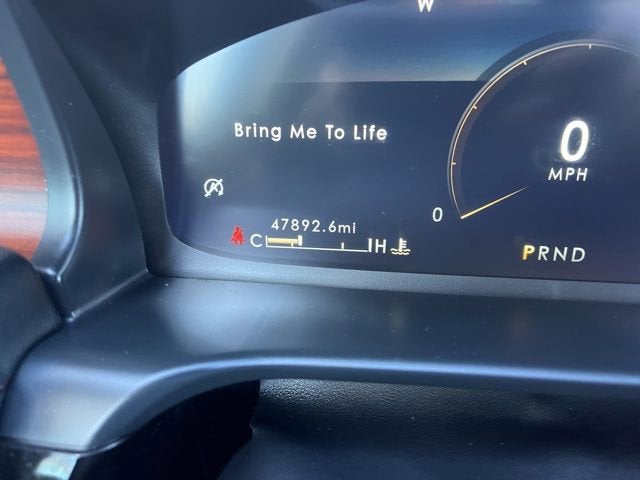 W
Bring Me To Life
0
MPH
0
47892.6mi
C H
PRND